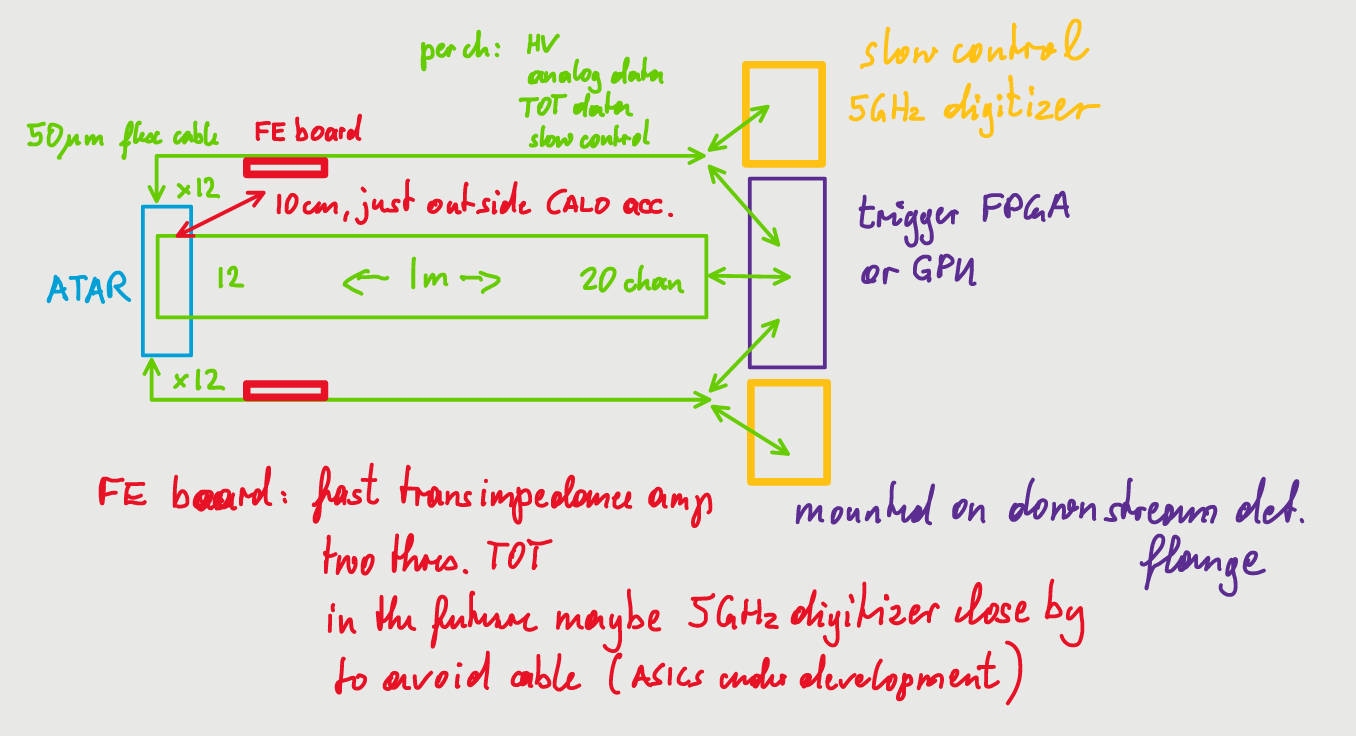 per ch: HV
analog data
TOT data
slow control
slow control
5GHz digitizer
50μm flex cable
FE board
x12
10cm, just outside CALO acc.
trigger FPGA
or GPU
ATAR
12
1m
20 chan
x12
FE board: fast transimpedance amp
two thres. TOT
in the future maybe 5GHz digitizer close by
to avoid cable (ASICS under development)
mounted on downstream det.
flange